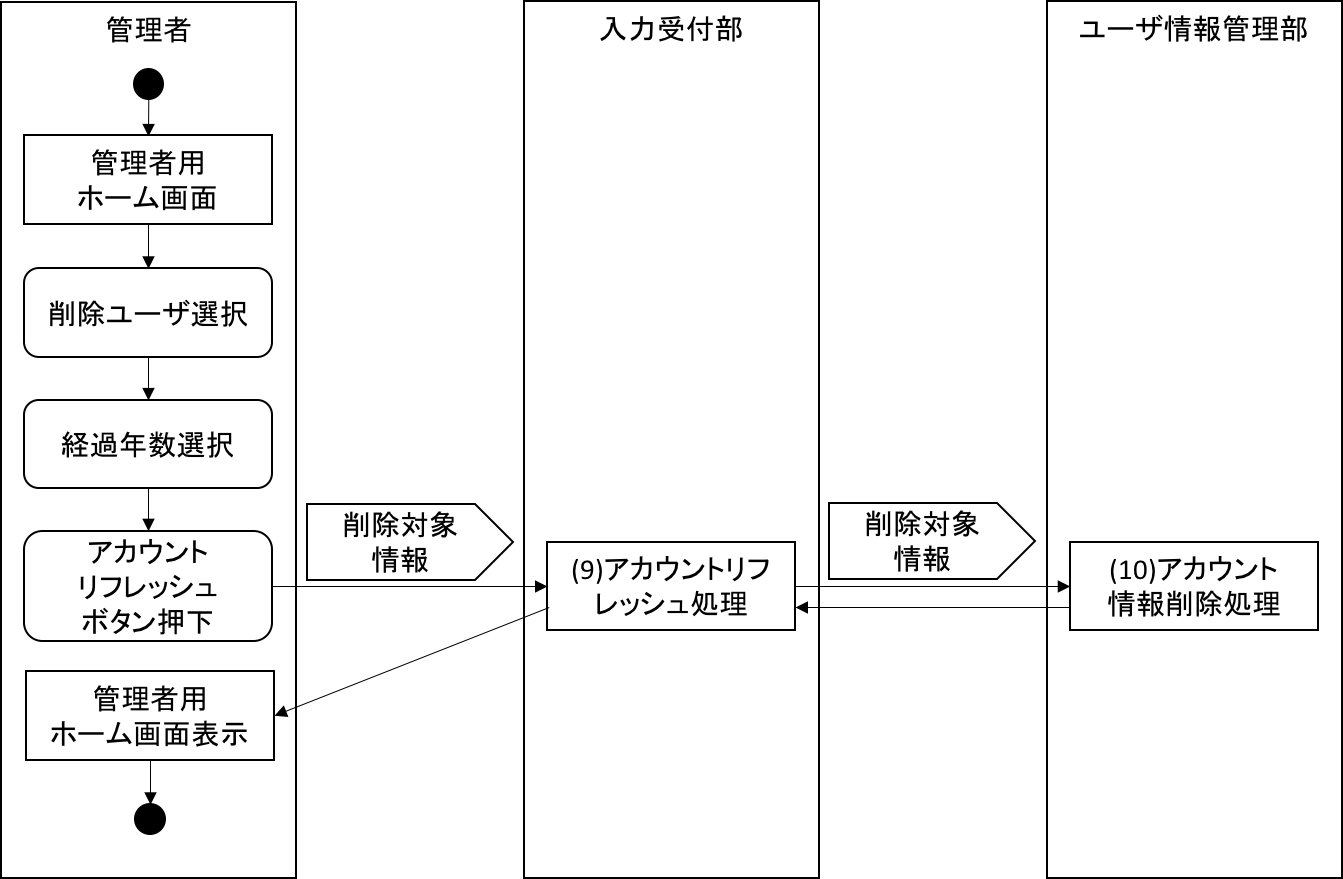 管理者
入力受付部
ユーザ情報管理部
管理者用
ホーム画面
削除ユーザ選択
経過年数選択
アカウント
リフレッシュ
ボタン押下
削除対象
情報
(9)アカウントリフ
レッシュ処理
削除対象
情報
(10)アカウント
情報削除処理
管理者用
ホーム画面表示